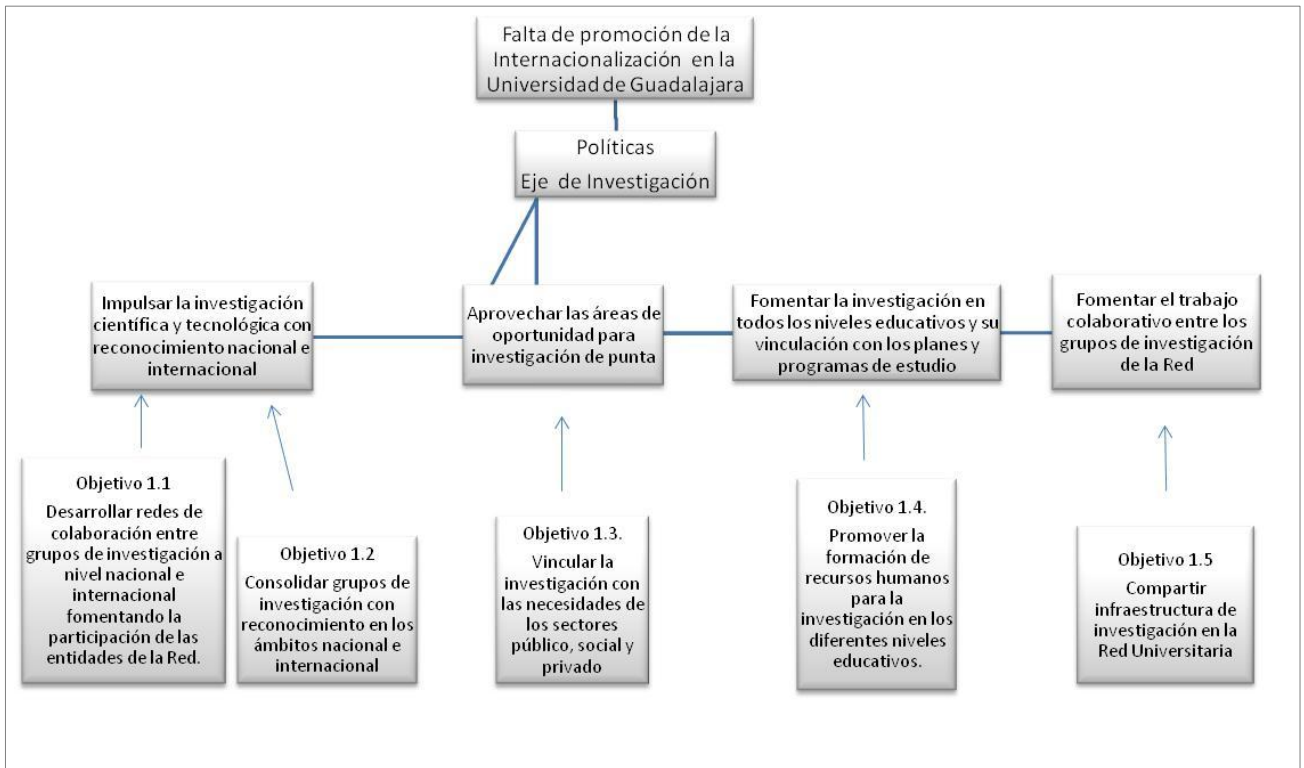 Falta de promoción de la
Internacionalización en la
Universidad de Guadalajara
Políticas
Eje de Investigación
Impulsar la investigación
científica y tecnológica con
reconocimiento nacional e
internacional
Aprovechar las áreas de
oportunidad para
investigación de punta
Fomentar la investigación en
todos los niveles educativos y su
vinculación con los planes y
programas de estudio
Fomentar el trabajo
colaborativo entre los
grupos de investigación
de la Red
Objetivo 1.1
Desarrollar redes de
colaboración entre
grupos de investigación a
nivel nacional e
internacional
fomentando la
participación de las
entidades de la Red.
Objetivo 1.2
Consolidar grupos de
investigación con
reconocimiento en los
ámbitos nacional e
internacional
Objetivo 1.3.
Vincular la
investigación con
las necesidades de
los sectores
público, social y
privado
Objetivo 1.4.
Promover la
formación de
recursos humanos
para la
investigación en los
diferentes niveles
educativos.
Objetivo 1.5
Compartir
infraestructura de
investigación en la
Red Universitaria